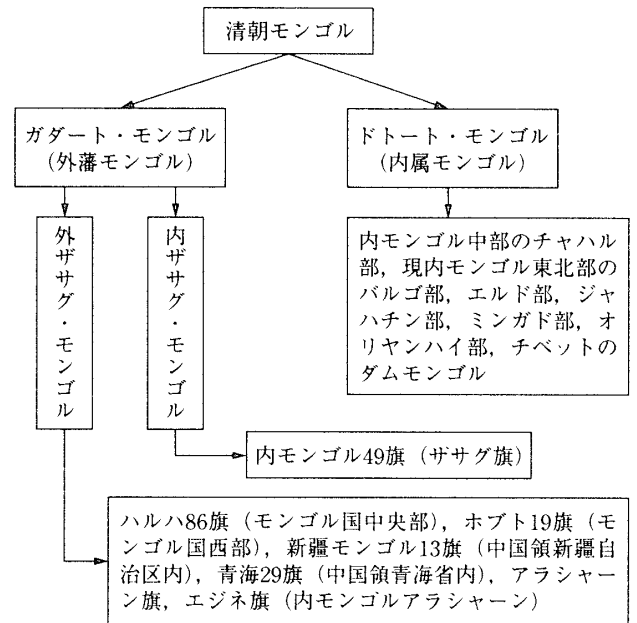 清朝モンゴル
ガダート・モンゴル
(外藩モンゴル)
ドトート・モンゴル
(内属モンゴル)
外ザサグ・モンゴル
内ザサグ・モンゴル
内モンゴル中部のチャハル
部，現内モンゴル東北部の
バルゴ部，エルド部，ジャ
ハチン部，ミンガド部，オ
リヤンハイ部，チベットの
ダムモンゴル
内モンゴル49旗（ザサグ旗）
ハルハ86旗（モンゴル国中央部），ホブト19旗（モ
ンゴル国西部），新疆モンゴル13旗（中国領新疆自
治区内），青海29旗（中国領青海省内），アラシャー
ン旗，エジネ旗（内モンゴルアラシャーン）